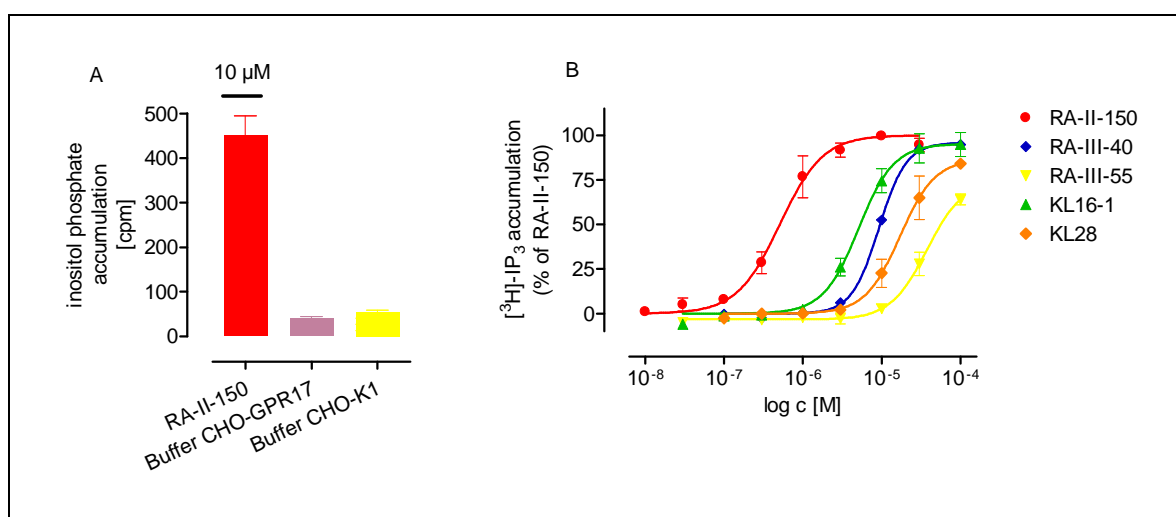 A
10 µM
inositol phosphate
accumulation
[cpm]
500
400
300
200
100
0
RA-II-150
Buffer CHO-GPR17
Buffer CHO-K1
B
[³H]-IP₃ accumulation
(% of RA-II-150)
100
75
50
25
0
10⁻⁸
10⁻⁷
10⁻⁶
10⁻⁵
10⁻⁴
log c [M]
RA-II-150
RA-III-40
RA-III-55
KL16-1
KL28